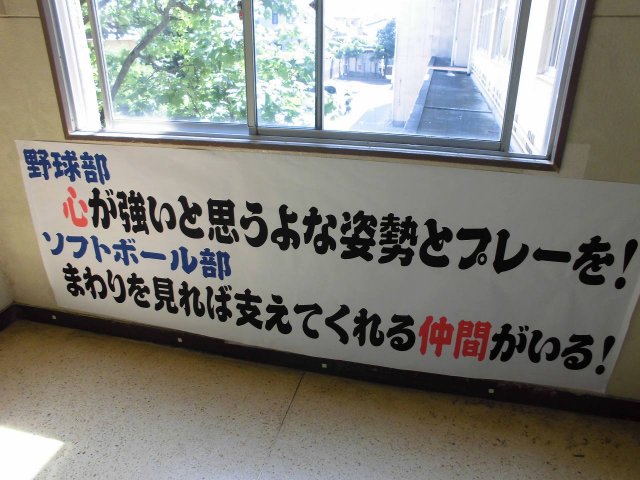 野球部
心が強いと思うよな姿勢とプレーを!
ソフトボール部
まわりを見れば支えてくれる仲間がいる!